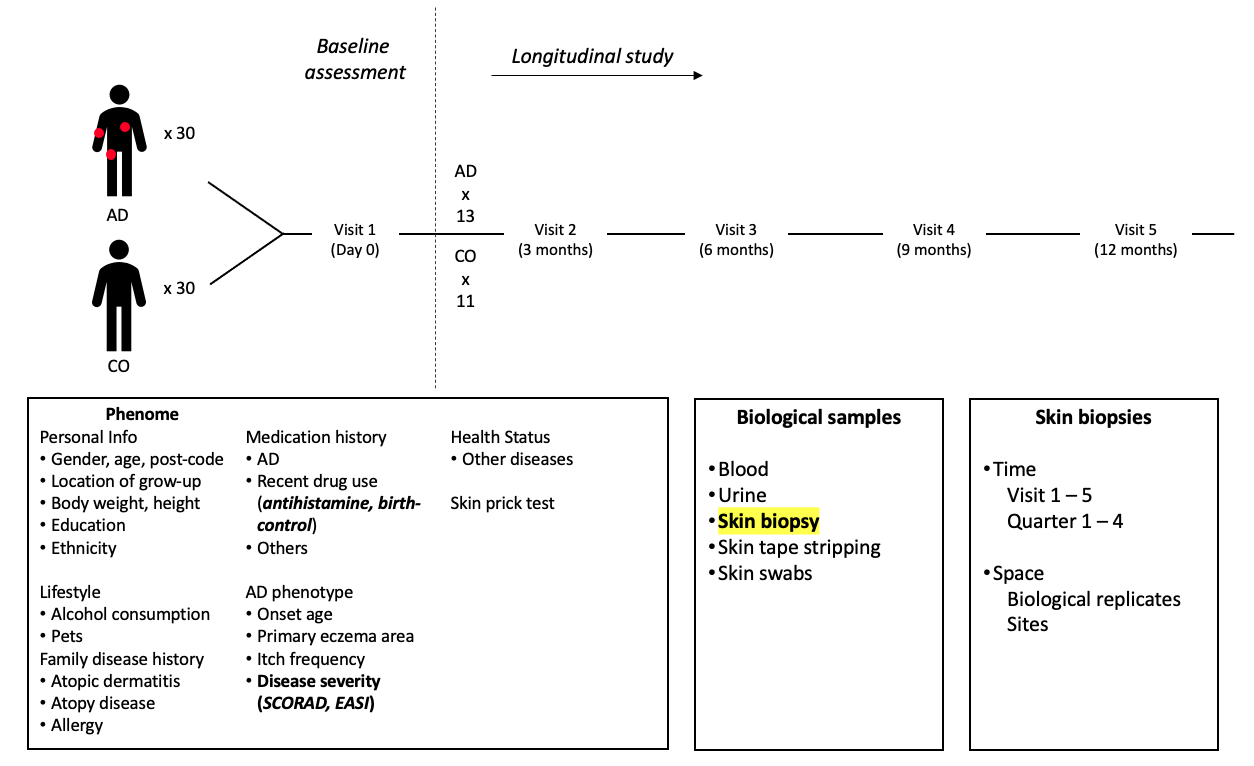 Baseline
assessment
Longitudinal study
x 30
AD
x 30
CO
Visit 1
(Day 0)
AD
x
13
CO
x
11
Visit 2
(3 months)
Visit 3
(6 months)
Visit 4
(9 months)
Visit 5
(12 months)
Phenome
Personal Info
• Gender, age, post-code
• Location of grow-up
• Body weight, height
• Education
• Ethnicity
Lifestyle
• Alcohol consumption
• Pets
Family disease history
• Atopic dermatitis
• Atopy disease
• Allergy
Medication history
• AD
• Recent drug use
(antihistamine, birth-
control)
• Others
AD phenotype
• Onset age
• Primary eczema area
• Itch frequency
• Disease severity
(SCORAD, EASI)
Health Status
• Other diseases
Skin prick test
Biological samples
• Blood
• Urine
• Skin biopsy
• Skin tape stripping
• Skin swabs
Skin biopsies
• Time
Visit 1 – 5
Quarter 1 – 4
• Space
Biological replicates
Sites